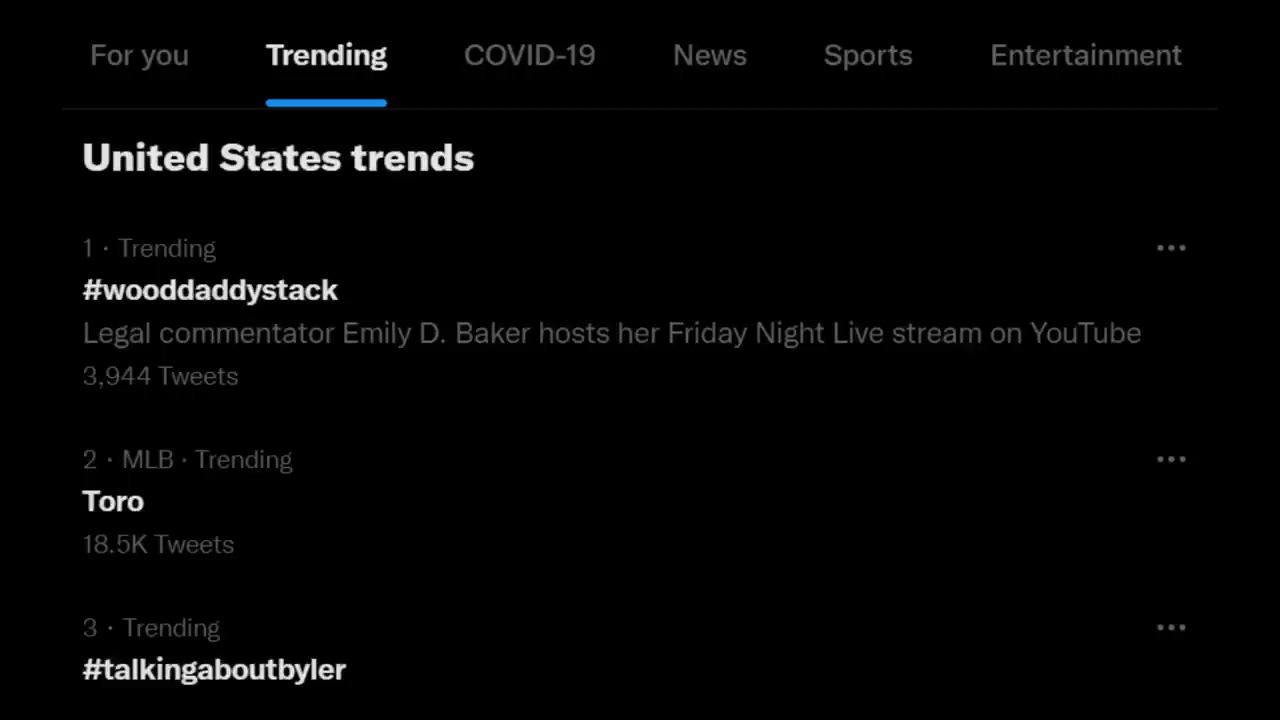 For you Trending COVID-19 News Sports Entertainment
United States trends
1 · Trending
#wooddaddystack
Legal commentator Emily D. Baker hosts her Friday Night Live stream on YouTube
3,944 Tweets
2 · MLB · Trending
Toro
18.5K Tweets
3 · Trending
#talkingaboutbyler